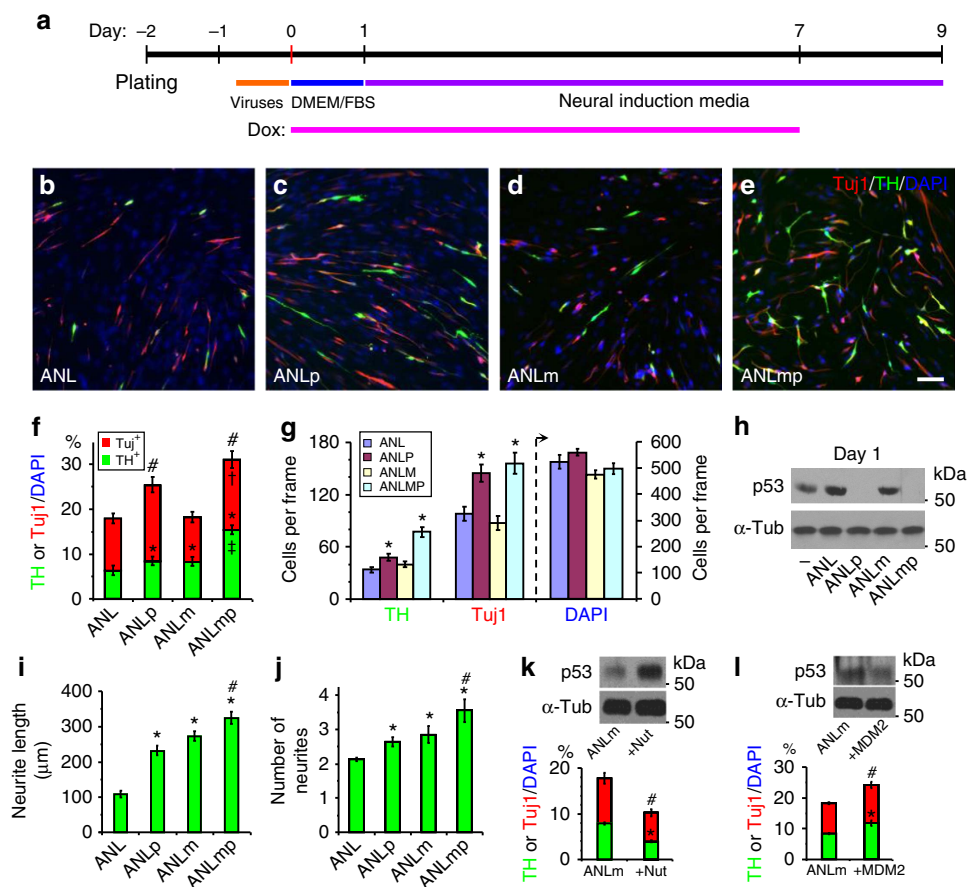 a
Day: –2 –1 0 1 7 9
Plating
Viruses DMEM/FBS Neural induction media
Dox:
b
ANL
c
ANLp
d
ANLm
e
Tuj1/TH/DAPI
ANLmp
f
%
TH or Tuj1/DAPI
Tuj+
TH+
30
20
10
0
#
#
†
*
*
*
‡
ANL
ANLp
ANLm
ANLmp
g
Cells per frame
180
120
60
0
ANL
ANLP
ANLM
ANLMP
*
*
*
*
TH
Tuj1
DAPI
600
500
400
300
200
100
0
Cells per frame
h
Day 1
kDa
p53
50
α-Tub
50
–
ANL
ANLp
ANLm
ANLmp
i
Neurite length
(µm)
400
300
200
100
0
*
*
#
*
ANL
ANLp
ANLm
ANLmp
j
Number of
neurites
4
2
0
*
*
#
*
ANL
ANLp
ANLm
ANLmp
k
kDa
p53
50
α-Tub
50
ANLm
+Nut
%
TH or Tuj1/DAPI
20
10
0
#
*
ANLm +Nut
l
kDa
p53
50
α-Tub
50
ANLm
+MDM2
%
TH or Tuj1/DAPI
30
20
10
0
#
*
ANLm +MDM2